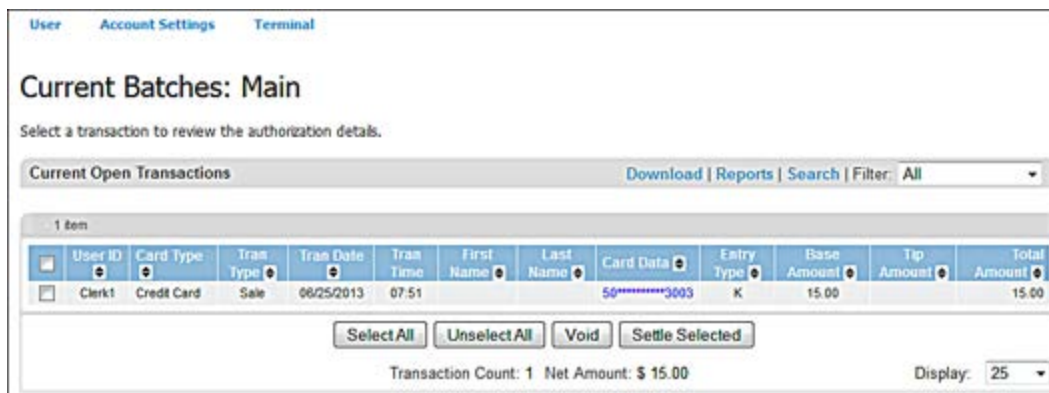 User Account Settings Terminal
Current Batches: Main
Select a transaction to review the authorization details.
Current Open Transactions Download | Reports | Search | Filter: All
1 item
User ID Card Type Tran Type Tran Date Tran Time First Name Last Name Card Data Entry Type Base Amount Tip Amount Total Amount
Clerk1 Credit Card Sale 06/25/2013 07:51 50**********3003 K 15.00 15.00
Select All Unselect All Void Settle Selected
Transaction Count: 1 Net Amount: $ 15.00 Display: 25